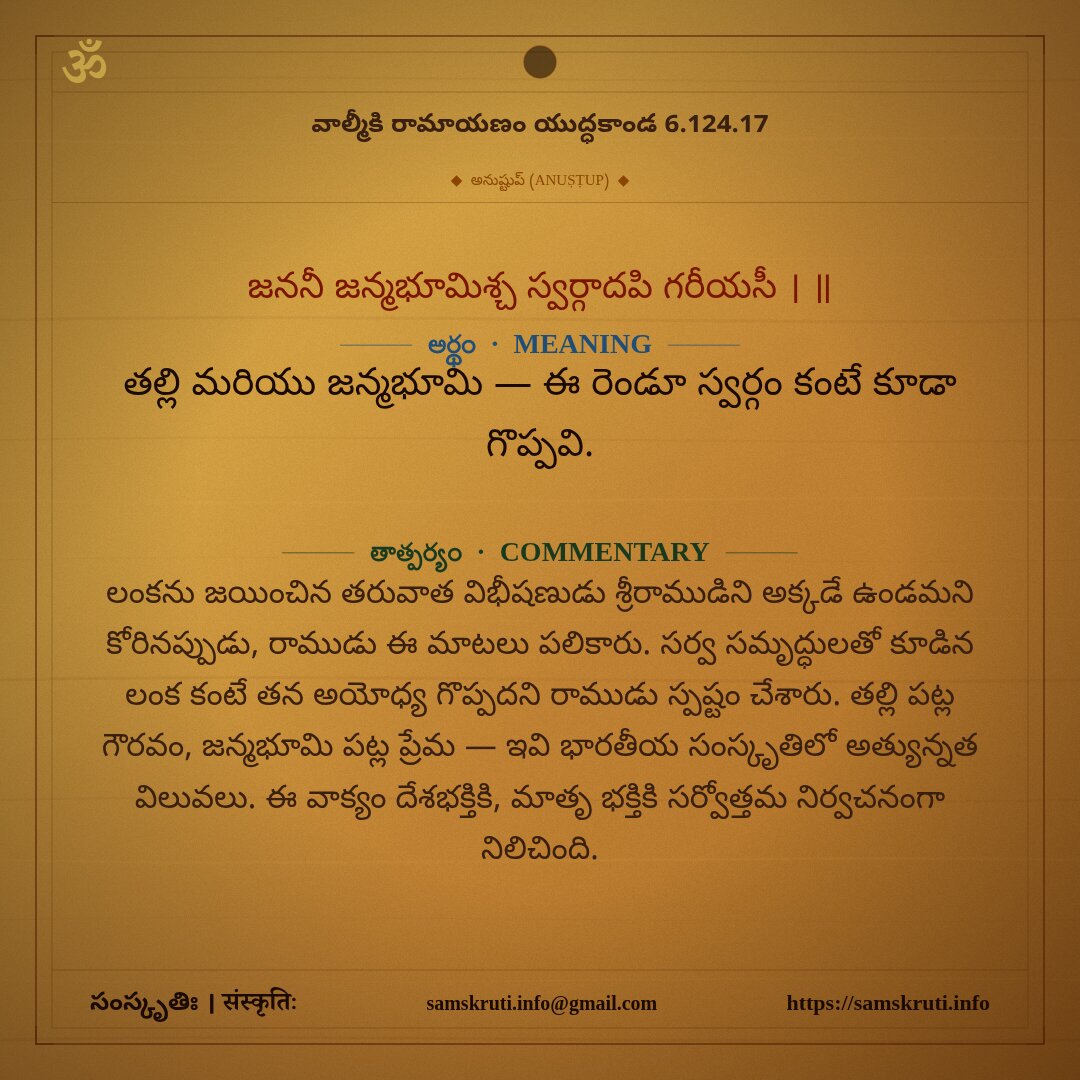 ॐ
వాల్మీకి రామాయణం యుద్ధకాండ 6.124.17
◆ అనుష్టుప్ (ANUṢṬUP) ◆
జననీ జన్మభూమిశ్చ స్వర్గాదపి గరీయసీ । ॥
అర్థం · MEANING
తల్లి మరియు జన్మభూమి — ఈ రెండూ స్వర్గం కంటే కూడా
గొప్పవి.
తాత్పర్యం · COMMENTARY
లంకను జయించిన తరువాత విభీషణుడు శ్రీరాముడిని అక్కడే ఉండమని
కోరినప్పుడు, రాముడు ఈ మాటలు పలికారు. సర్వ సమృద్ధులతో కూడిన
లంక కంటే తన అయోధ్య గొప్పదని రాముడు స్పష్టం చేశారు. తల్లి పట్ల
గౌరవం, జన్మభూమి పట్ల ప్రేమ — ఇవి భారతీయ సంస్కృతిలో అత్యున్నత
విలువలు. ఈ వాక్యం దేశభక్తికి, మాతృ భక్తికి సర్వోత్తమ నిర్వచనంగా
నిలిచింది.
సంస్కృతిః | संस्कृतिः samskruti.info@gmail.com https://samskruti.info